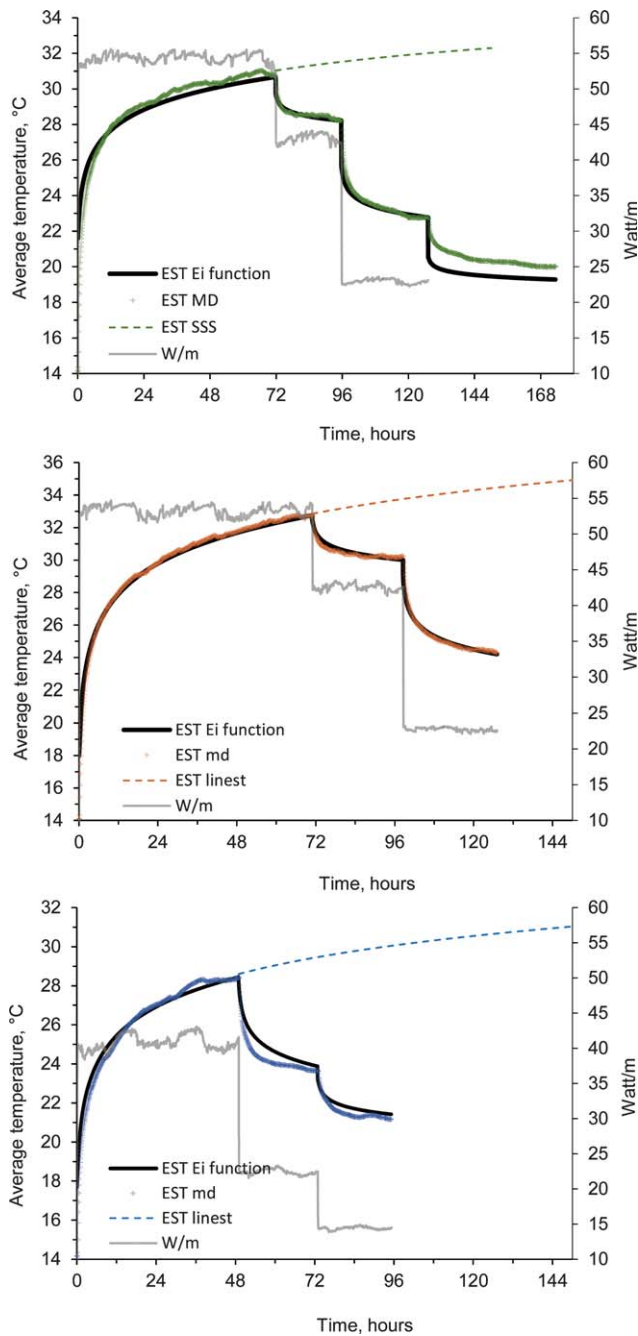 34
32
30
28
26
24
22
20
18
16
14
Average temperature, °C
60
55
50
45
40
35
30
25
20
15
10
Watt/m
EST Ei function
EST MD
EST SSS
W/m
0 24 48 72 96 120 144 168
Time, hours
36
34
32
30
28
26
24
22
20
18
16
14
Average temperature, °C
60
50
40
30
20
10
Watt/m
EST Ei function
EST md
EST linest
W/m
0 24 48 72 96 120 144
Time, hours
32
30
28
26
24
22
20
18
16
14
Average temperature, °C
60
55
50
45
40
35
30
25
20
15
10
Watt/m
EST Ei function
EST md
EST linest
W/m
0 24 48 72 96 120 144
Time, hours